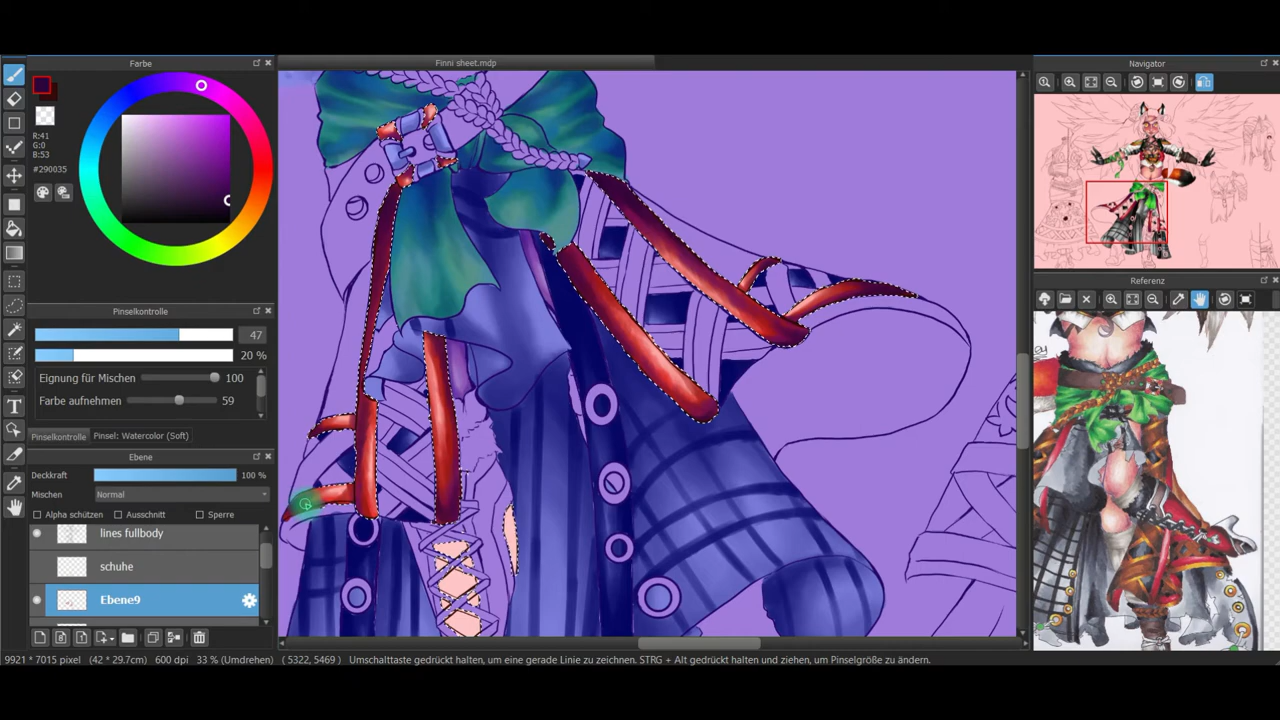 Farbe
Finni sheet.mdp
Navigator
R:41
G:0
B:53
#290035
Referenz
Pinselkontrolle
47
20 %
Eignung für Mischen 100
Farbe aufnehmen 59
Pinselkontrolle Pinsel: Watercolor (Soft)
Ebene
Deckkraft 100 %
Mischen Normal
Alpha schützen Ausschnitt Sperre
lines fullbody
schuhe
Ebene9
9921 * 7015 pixel (42 * 29.7cm) 600 dpi 33 % (Umdrehen) ( 5322, 5469 ) Umschalttaste gedrückt halten, um eine gerade Linie zu zeichnen. STRG + Alt gedrückt halten und ziehen, um Pinselgröße zu ändern.